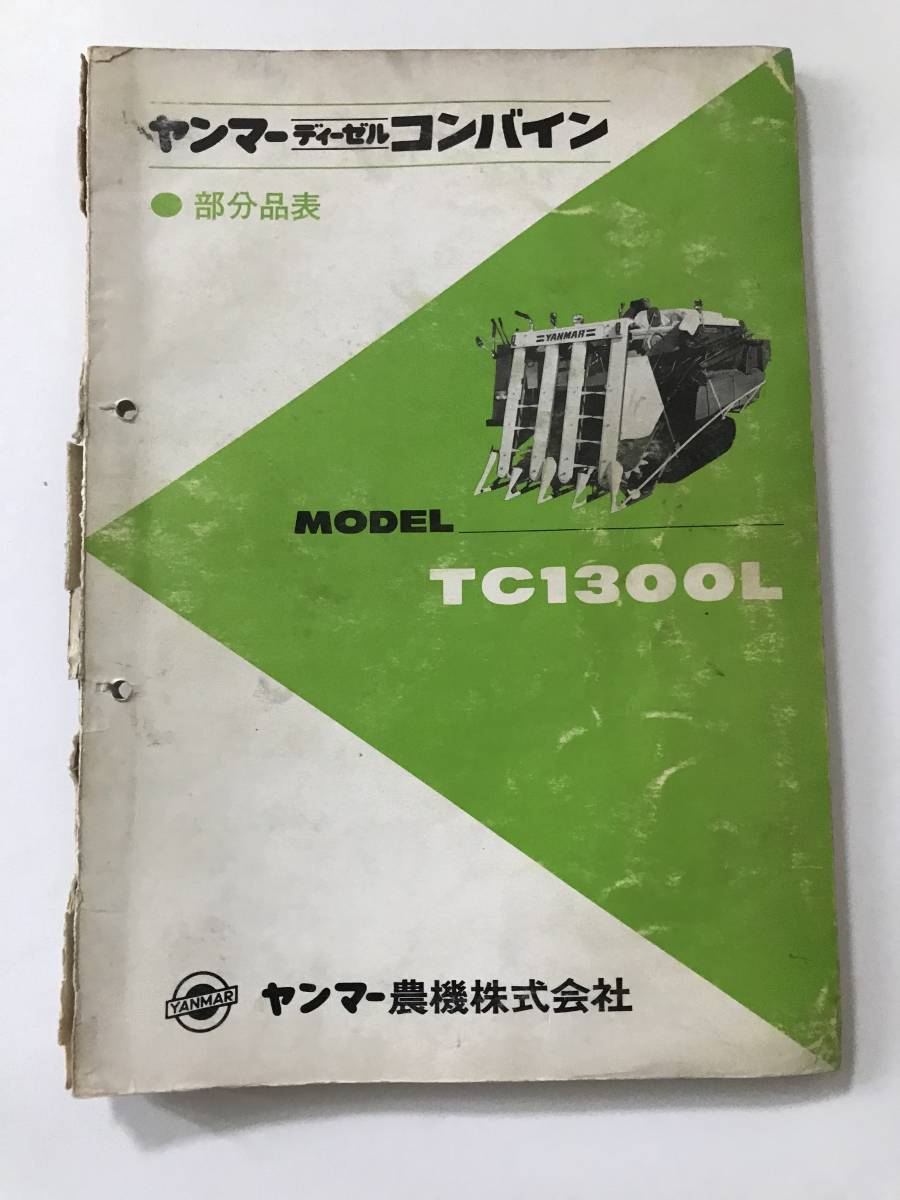 ヤンマーディーゼルコンバイン
● 部分品表
YANMAR
MODEL
TC1300L
YANMAR ヤンマー農機株式会社